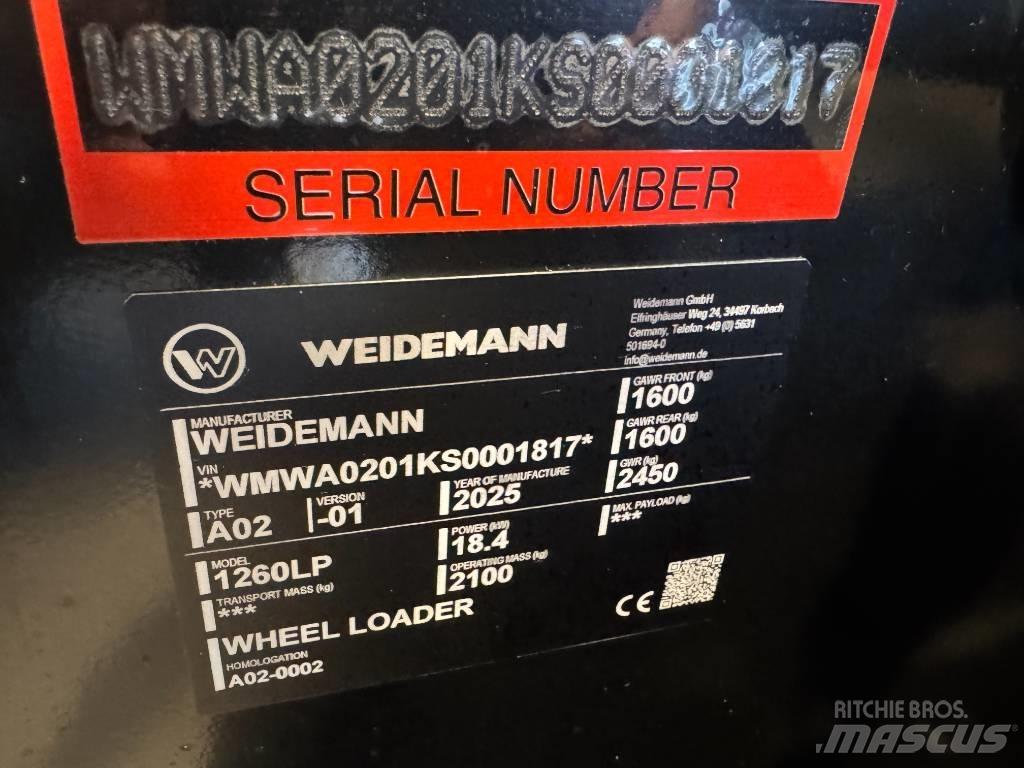 WMWA0201KS0001817
SERIAL NUMBER
WEIDEMANN
Weidemann GmbH
Elfringhäuser Weg 24, 34497 Korbach
Germany, Telefon +49 (0) 5631
501694-0
info@weidemann.de
MANUFACTURER
WEIDEMANN
VIN
*WMWA0201KS0001817*
TYPE
A02
VERSION
-01
YEAR OF MANUFACTURE
2025
GAWR FRONT (kg)
1600
GAWR REAR (kg)
1600
GWR (kg)
2450
MODEL
1260LP
POWER (kW)
18.4
MAX. PAYLOAD (kg)
***
TRANSPORT MASS (kg)
***
OPERATING MASS (kg)
2100
WHEEL LOADER
HOMOLOGATION
A02-0002
CE
RITCHIE BROS.
MASCUS